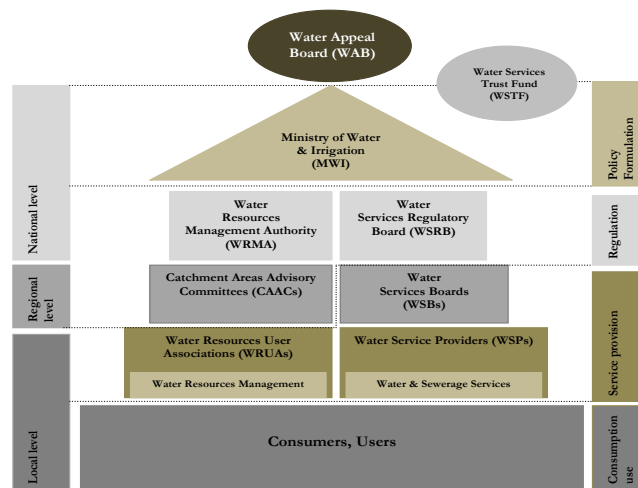 Water Appeal
Board (WAB)
Water Services
Trust Fund
(WSTF)
Ministry of Water
& Irrigation
(MWI)
Policy
Formulation
National level
Water
Resources
Management Authority
(WRMA)
Water
Services Regulatory
Board (WSRB)
Regulation
Regional
level
Catchment Areas Advisory
Committees (CAACs)
Water
Services Boards
(WSBs)
Service provision
Water Resources User
Associations (WRUAs)
Water Resources Management
Water Service Providers (WSPs)
Water & Sewerage Services
Local level
Consumers, Users
Consumption
use